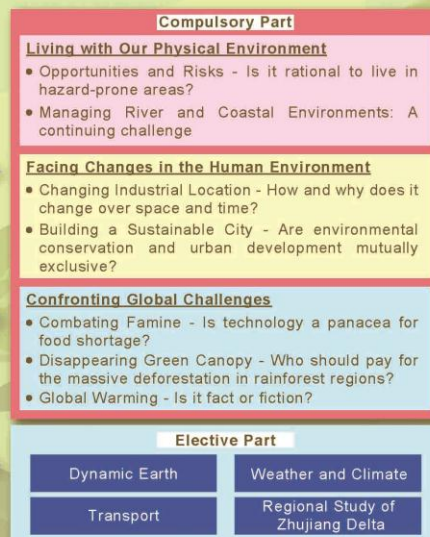 Compulsory Part
Living with Our Physical Environment
• Opportunities and Risks - Is it rational to live in
hazard-prone areas?
• Managing River and Coastal Environments: A
continuing challenge
Facing Changes in the Human Environment
• Changing Industrial Location - How and why does it
change over space and time?
• Building a Sustainable City - Are environmental
conservation and urban development mutually
exclusive?
Confronting Global Challenges
• Combating Famine - Is technology a panacea for
food shortage?
• Disappearing Green Canopy - Who should pay for
the massive deforestation in rainforest regions?
• Global Warming - Is it fact or fiction?
Elective Part
Dynamic Earth
Weather and Climate
Transport
Regional Study of
Zhujiang Delta